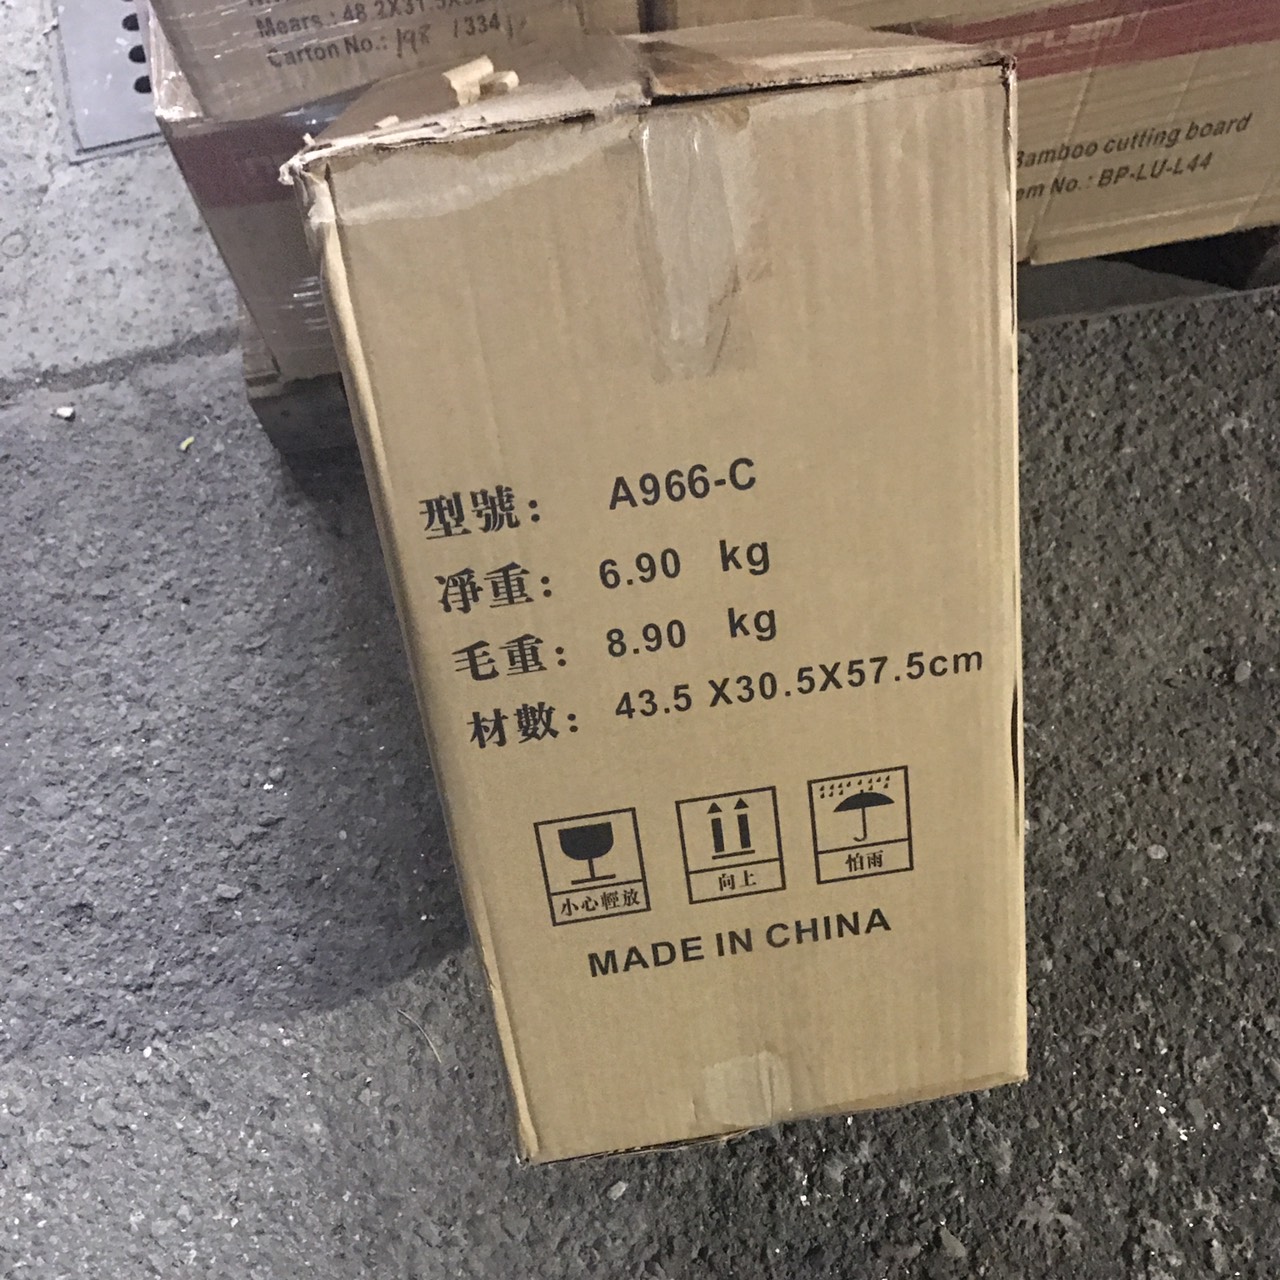 Mears.: 48.2X31.5X
Carton No.: 198 /334
Bamboo cutting board
No.: BP-LU-L44
型號： A966-C
凈重： 6.90 kg
毛重： 8.90 kg
材數： 43.5 X30.5X57.5cm
小心輕放 向上 怕雨
MADE IN CHINA